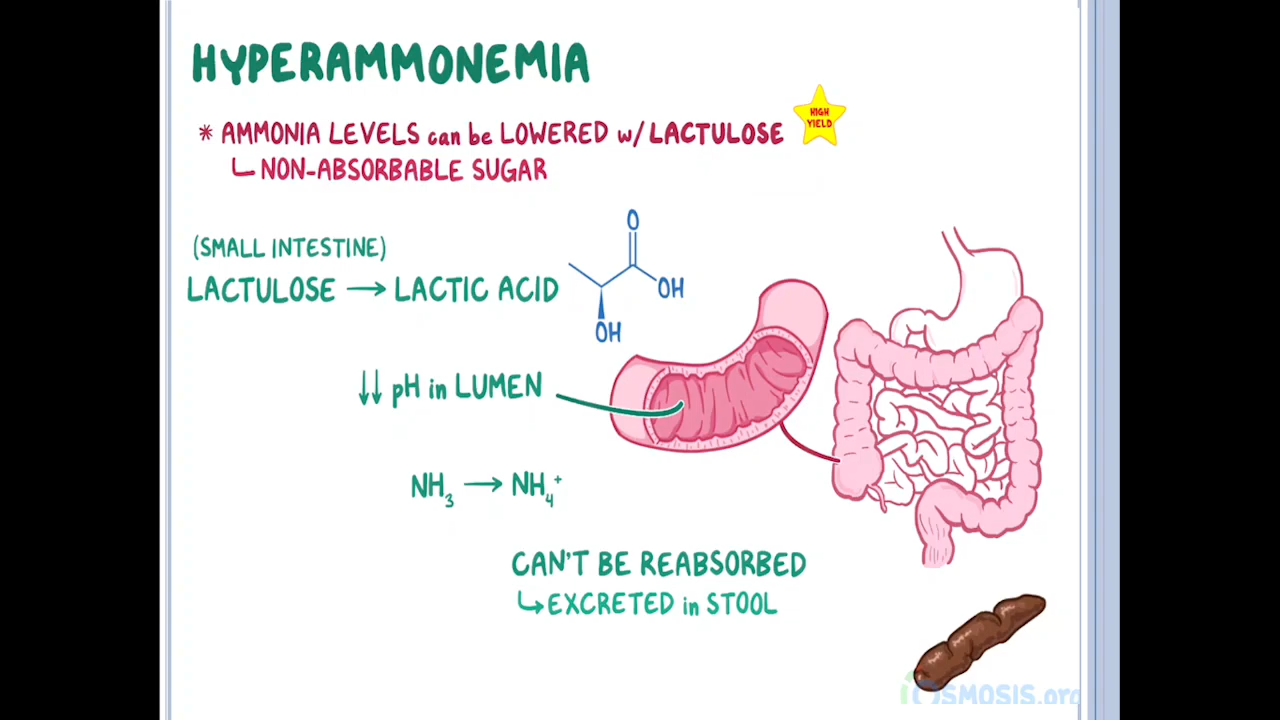 HYPERAMMONEMIA
* AMMONIA LEVELS can be LOWERED w/ LACTULOSE
HIGH
YIELD
NON-ABSORBABLE SUGAR
(SMALL INTESTINE)
LACTULOSE → LACTIC ACID
O
OH
OH
↓↓ pH in LUMEN
NH₃ → NH₄⁺
CAN'T BE REABSORBED
↳ EXCRETED in STOOL
OSMOSIS.org